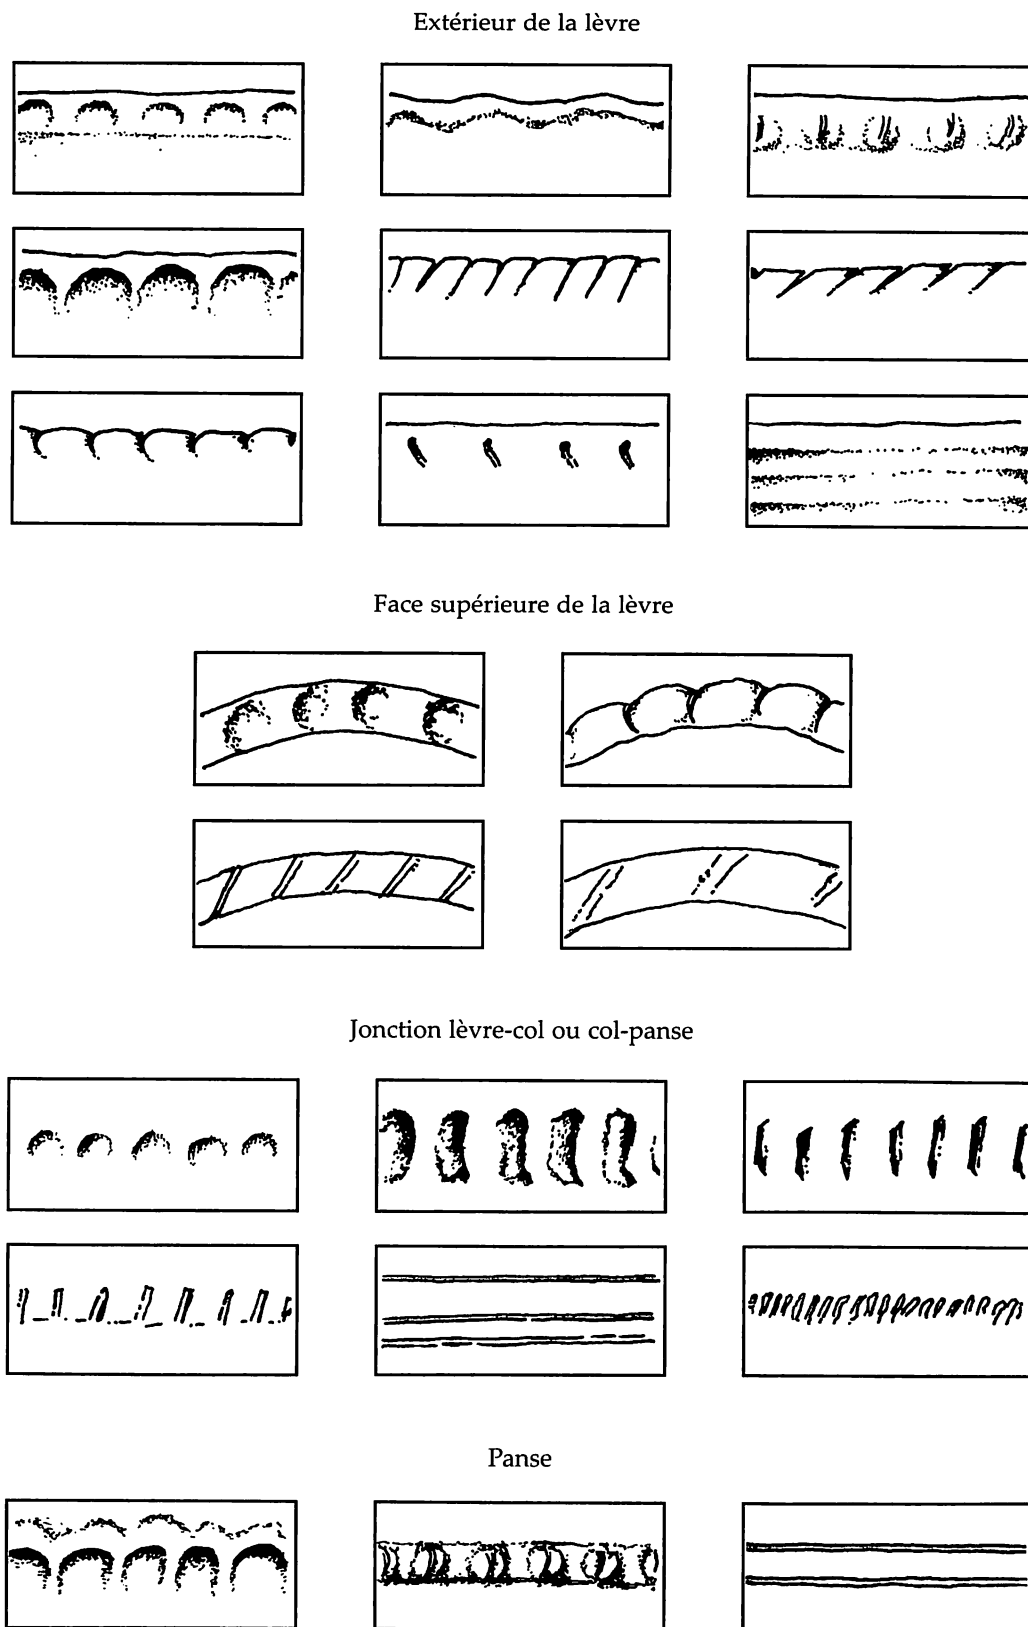 Extérieur de la lèvre
Face supérieure de la lèvre
Jonction lèvre-col ou col-panse
Panse